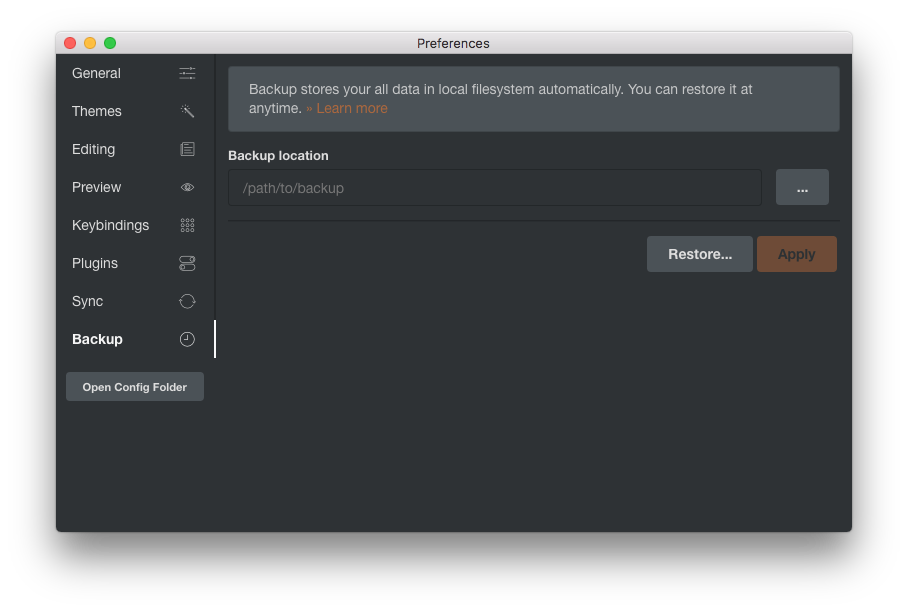 Preferences
General
Themes
Editing
Preview
Keybindings
Plugins
Sync
Backup
Open Config Folder
Backup stores your all data in local filesystem automatically. You can restore it at
anytime. » Learn more
Backup location
/path/to/backup
...
Restore...
Apply